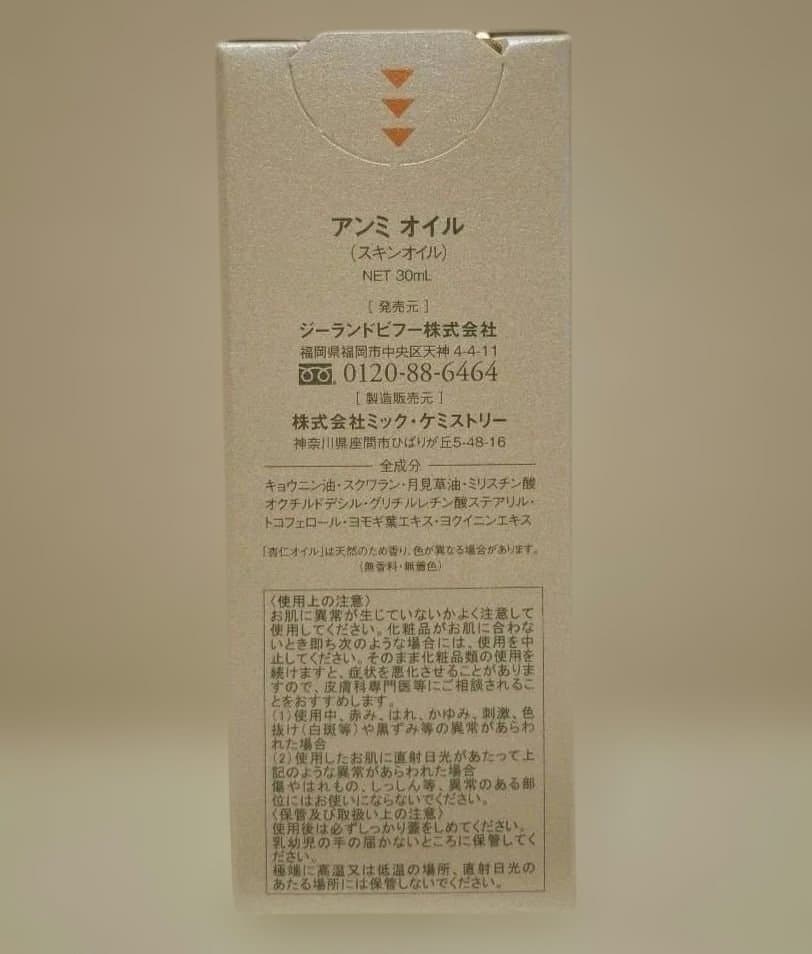 アンミ オイル
(スキンオイル)
NET 30mL
[ 発売元 ]
ジーランドビフー株式会社
福岡県福岡市中央区天神 4-4-11
0120-88-6464
[ 製造販売元 ]
株式会社ミック・ケミストリー
神奈川県座間市ひばりが丘5-48-16
全成分
キョウニン油・スクワラン・月見草油・ミリスチン酸
オクチルドデシル・グリチルレチン酸ステアリル・
トコフェロール・ヨモギ葉エキス・ヨクイニンエキス
「杏仁オイル」は天然のため香り、色が異なる場合があります。
(無香料・無着色)
〈使用上の注意〉
お肌に異常が生じていないかよく注意して
使用してください。化粧品がお肌に合わな
いとき即ち次のような場合には、使用を中
止してください。そのまま化粧品類の使用を
続けますと、症状を悪化させることがありま
すので、皮膚科専門医等にご相談されるこ
とをおすすめします。
(1)使用中、赤み、はれ、かゆみ、刺激、色
抜け(白斑等)や黒ずみ等の異常があらわ
れた場合
(2)使用したお肌に直射日光があたって上
記のような異常があらわれた場合
傷やはれもの、しっしん等、異常のある部
位にはお使いにならないでください。
〈保管及び取扱い上の注意〉
使用後は必ずしっかり蓋をしめてください。
乳幼児の手の届かないところに保管してく
ださい。
極端に高温又は低温の場所、直射日光の
あたる場所には保管しないでください。